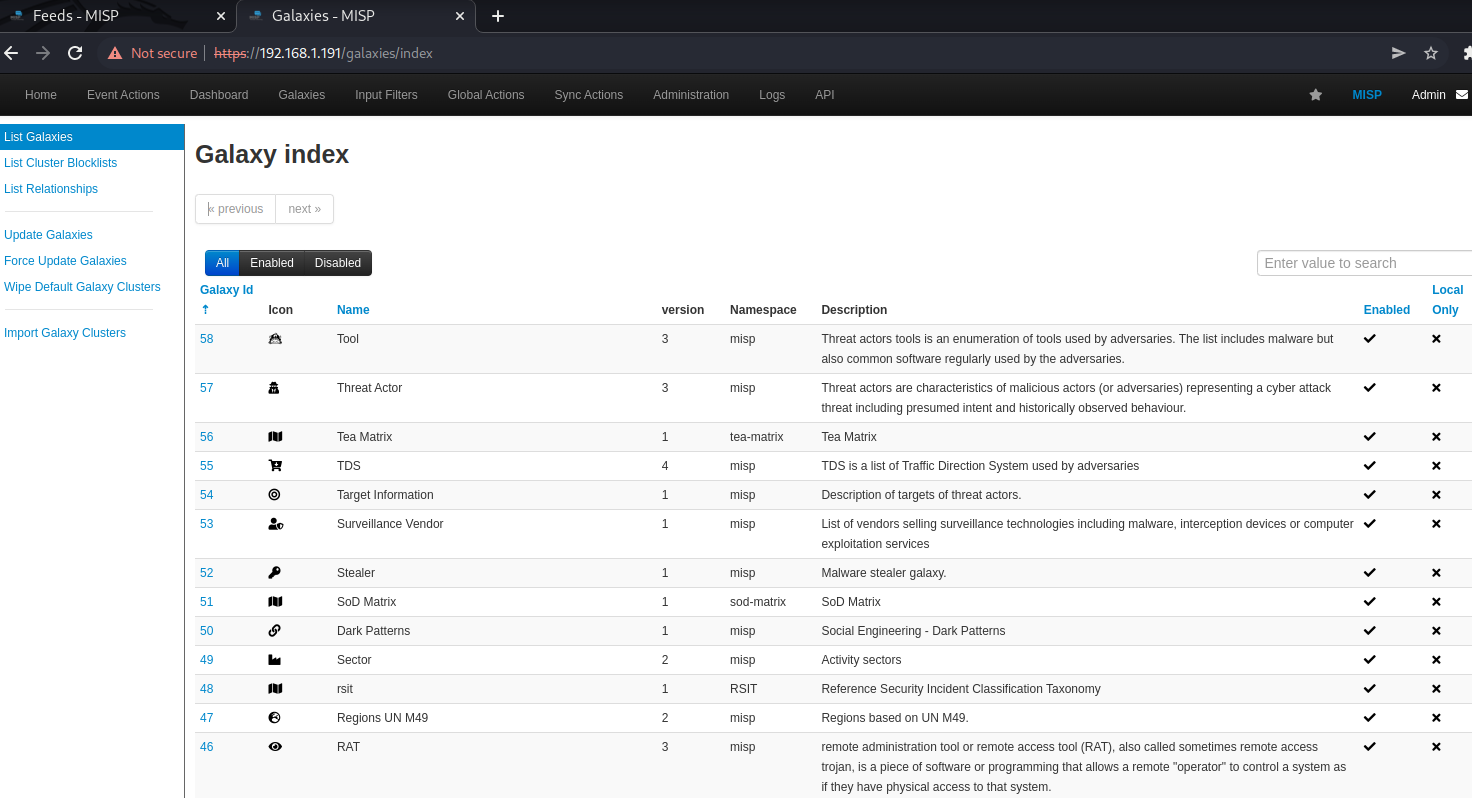 Feeds - MISP
Galaxies - MISP
Not secure | https://192.168.1.191/galaxies/index
Home Event Actions Dashboard Galaxies Input Filters Global Actions Sync Actions Administration Logs API MISP Admin
List Galaxies
List Cluster Blocklists
List Relationships
Update Galaxies
Force Update Galaxies
Wipe Default Galaxy Clusters
Import Galaxy Clusters
Galaxy index
« previous next »
All Enabled Disabled Enter value to search
Galaxy Id ↑ Icon Name version Namespace Description Enabled Local Only
58 Tool 3 misp Threat actors tools is an enumeration of tools used by adversaries. The list includes malware but
also common software regularly used by the adversaries.
57 Threat Actor 3 misp Threat actors are characteristics of malicious actors (or adversaries) representing a cyber attack
threat including presumed intent and historically observed behaviour.
56 Tea Matrix 1 tea-matrix Tea Matrix
55 TDS 4 misp TDS is a list of Traffic Direction System used by adversaries
54 Target Information 1 misp Description of targets of threat actors.
53 Surveillance Vendor 1 misp List of vendors selling surveillance technologies including malware, interception devices or computer
exploitation services
52 Stealer 1 misp Malware stealer galaxy.
51 SoD Matrix 1 sod-matrix SoD Matrix
50 Dark Patterns 1 misp Social Engineering - Dark Patterns
49 Sector 2 misp Activity sectors
48 rsit 1 RSIT Reference Security Incident Classification Taxonomy
47 Regions UN M49 2 misp Regions based on UN M49.
46 RAT 3 misp remote administration tool or remote access tool (RAT), also called sometimes remote access
trojan, is a piece of software or programming that allows a remote "operator" to control a system as
if they have physical access to that system.